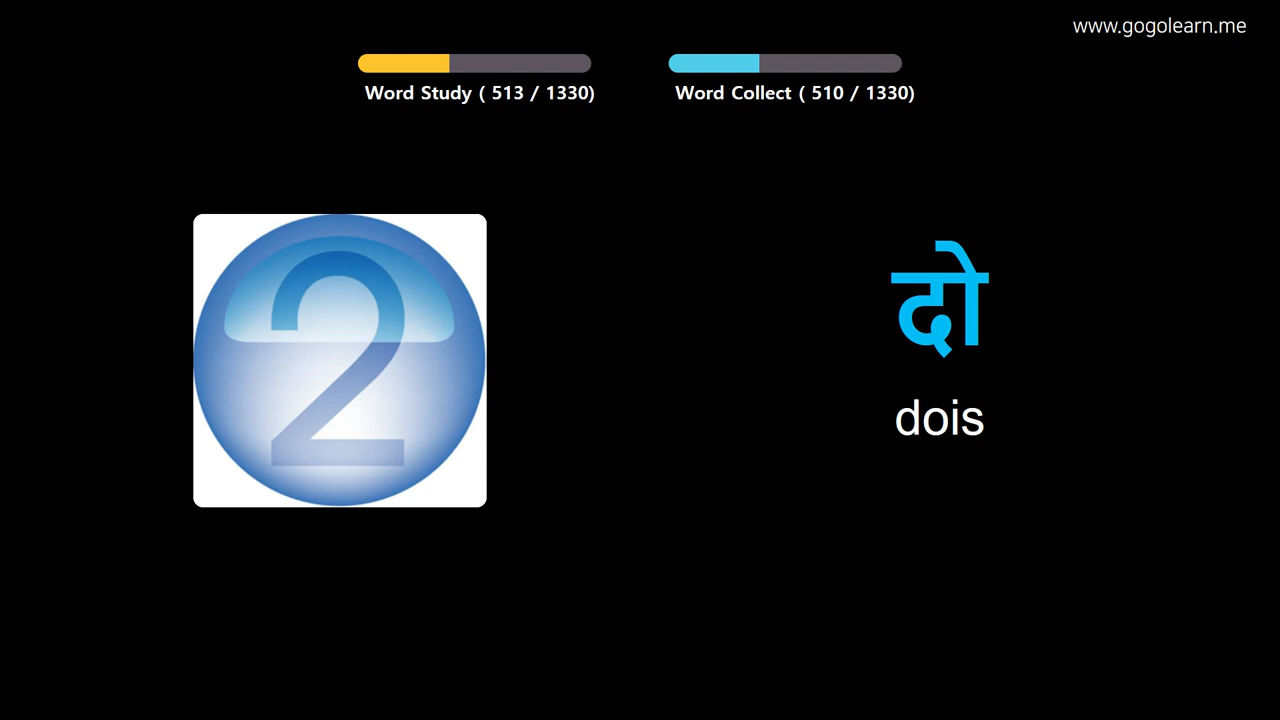 www.gogolearn.me
Word Study ( 513 / 1330)
Word Collect ( 510 / 1330)
2
दो
dois